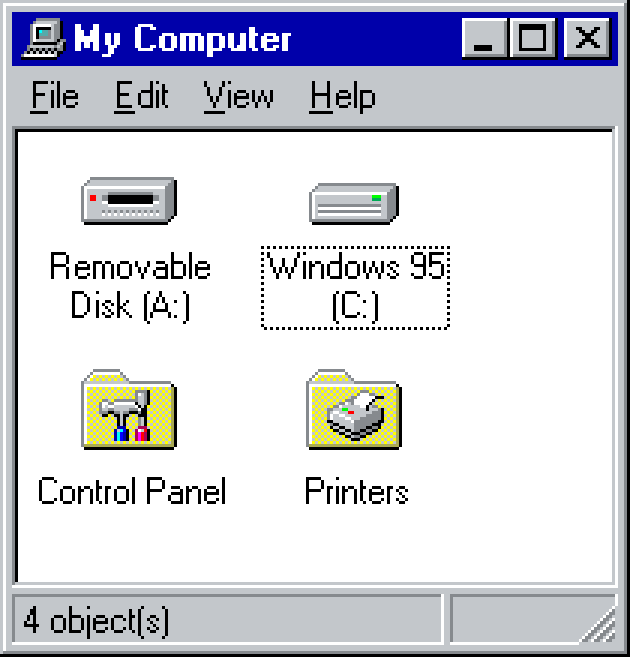 My Computer
File Edit View Help
Removable
Disk (A:)
Windows 95
(C:)
Control Panel
Printers
4 object(s)